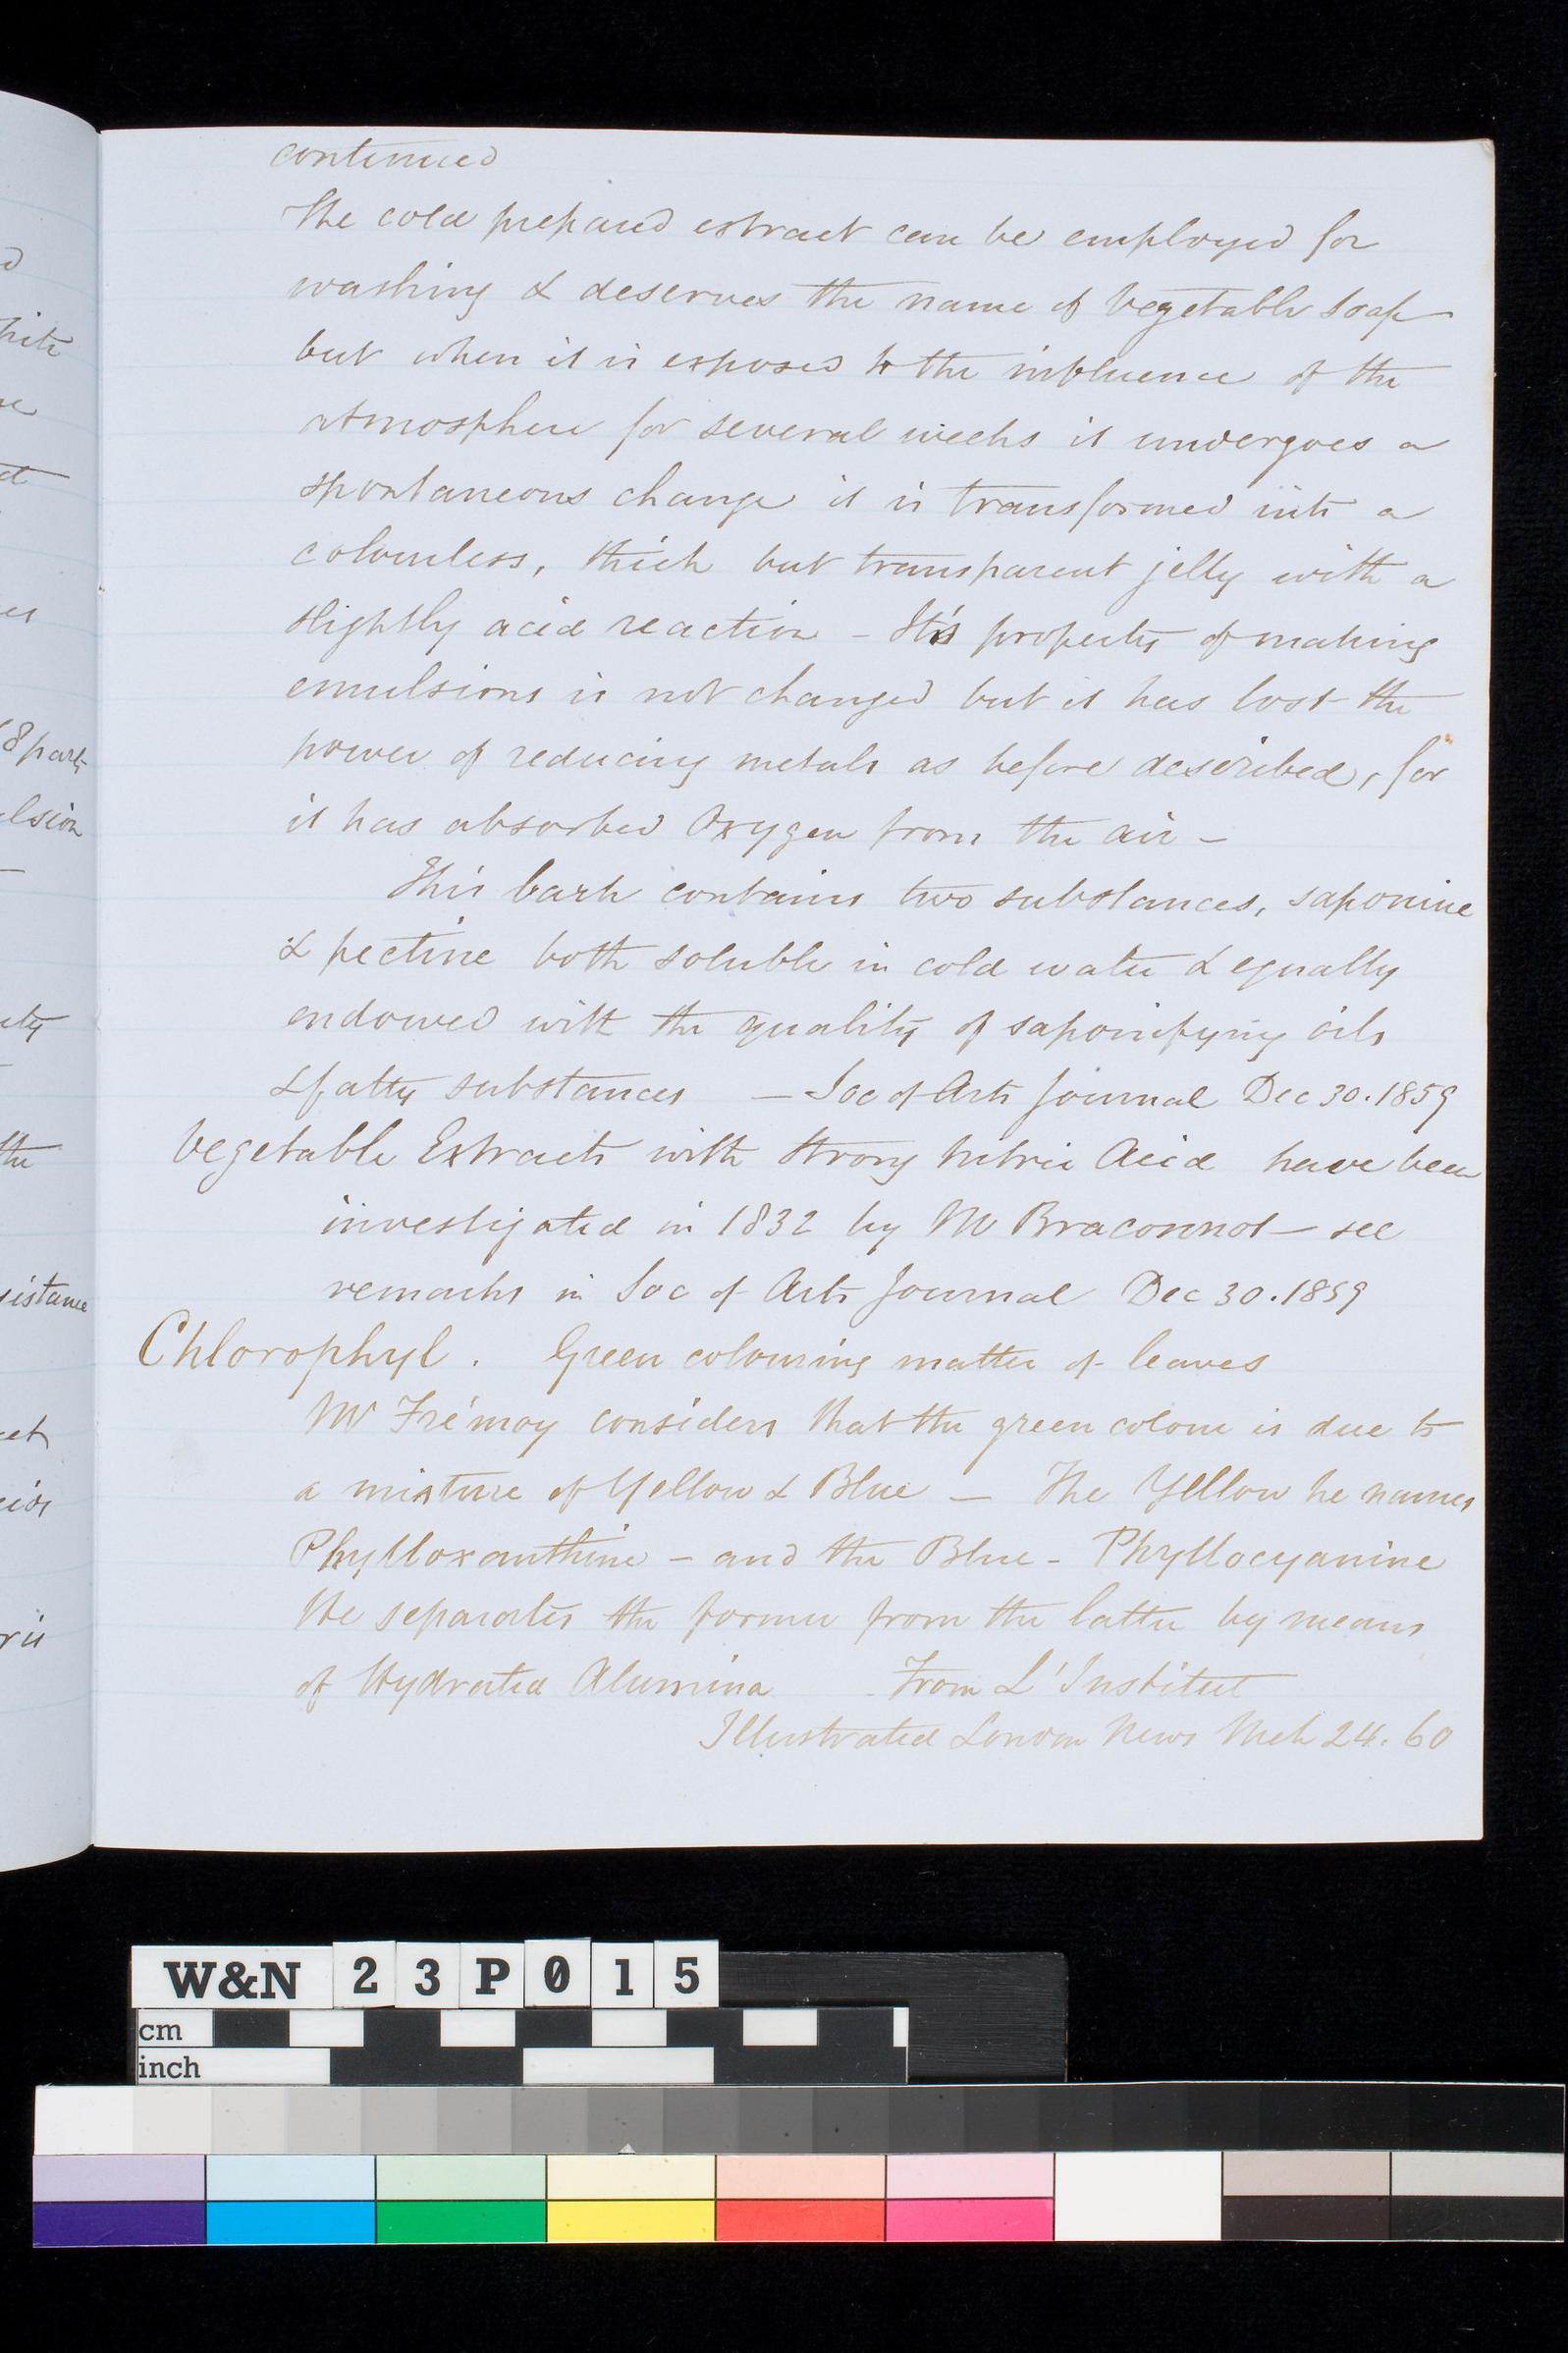 continued
The cold prepared extract can be employed for
washing & deserves the name of Vegetable Soap
but when it is exposed to the influence of the
atmosphere for several weeks it undergoes a
spontaneous change it is transformed into a
colourless, thick but transparent jelly with a
slightly acid reaction - Its property of making
emulsions is not changed but it has lost the
power of reducing metals as before described, for
it has absorbed Oxygen from the air -
This bark contains two substances, saponine
& pectine both soluble in cold water & equally
endowed with the quality of saponifying oils
& fatty substances — Soc of Arts Journal Dec 30. 1859
Vegetable Extracts with Strong Nitric Acid have been
investigated in 1832 by M Braconnot — see
remarks in Soc of Arts Journal Dec 30. 1859
Chlorophyl. Green colouring matter of leaves
Mr Frémoy considers that the green colour is due to
a mixture of Yellow & Blue — The Yellow he names
Phylloxanthine - and the Blue - Phyllocyanine
He separates the former from the latter by means
of Hydrated Alumina From L'Institut
Illustrated London News Mch 24. 60
hite
8 parts
lsion
ety
the
sistance
W&N 23P015
cm
inch